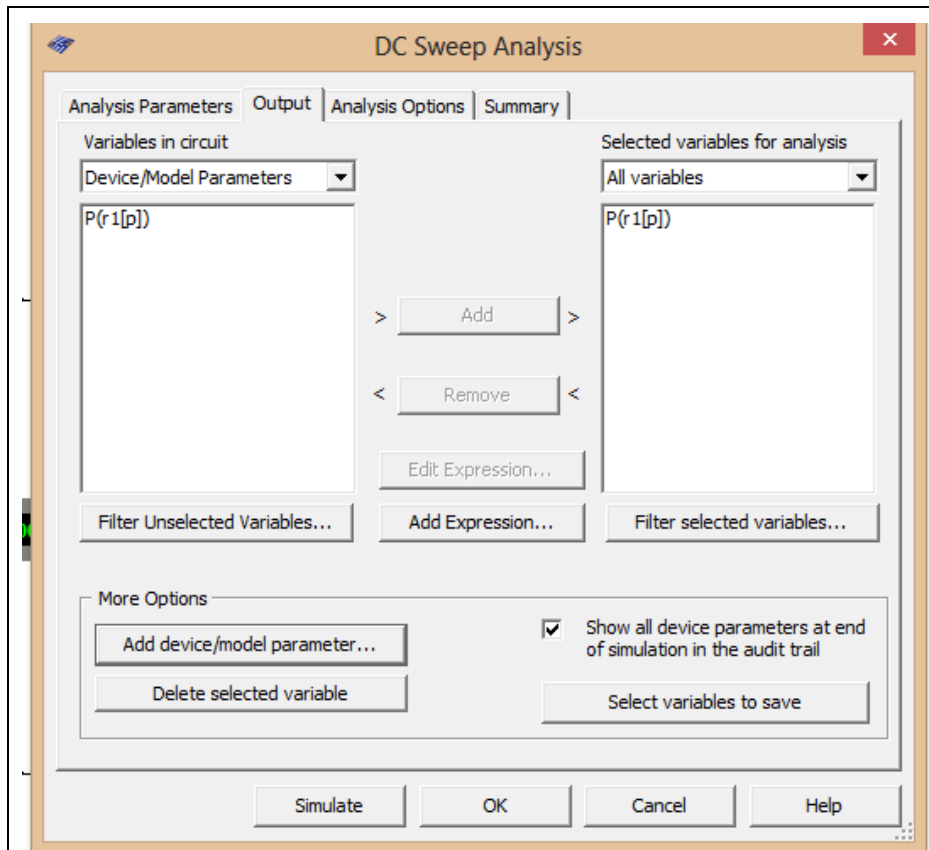 DC Sweep Analysis
Analysis Parameters
Output
Analysis Options
Summary
Variables in circuit
Selected variables for analysis
Device/Model Parameters
All variables
P(r1[p])
P(r1[p])
> Add >
< Remove <
Edit Expression...
Filter Unselected Variables...
Add Expression...
Filter selected variables...
More Options
Add device/model parameter...
Show all device parameters at end
of simulation in the audit trail
Delete selected variable
Select variables to save
Simulate
OK
Cancel
Help